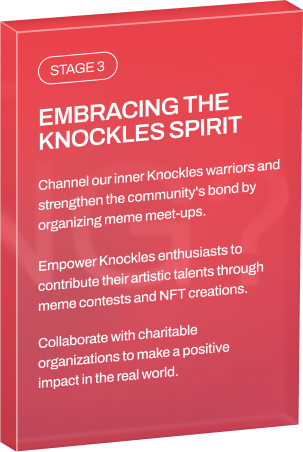 STAGE 3
EMBRACING THE
KNOCKLES SPIRIT
Channel our inner Knockles warriors and
strengthen the community's bond by
organizing meme meet-ups.
Empower Knockles enthusiasts to
contribute their artistic talents through
meme contests and NFT creations.
Collaborate with charitable
organizations to make a positive
impact in the real world.